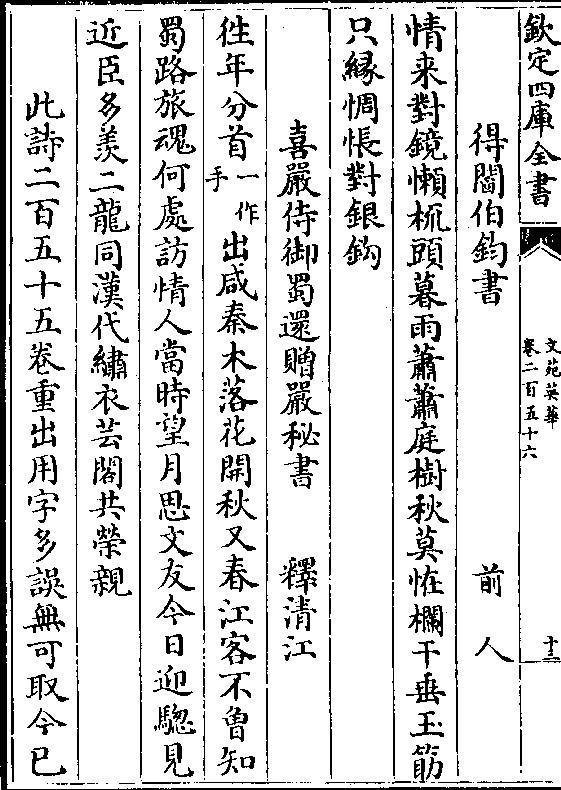 欽定四庫全書
文苑英華
卷二百五十六
十三
得閻伯鈞書 前人
情来對鏡懶梳頭暮雨蕭蕭庭樹秋莫恠欄干垂玉筯
只緣惆悵對銀鈎
喜嚴侍御蜀還贈嚴秘書 釋清江
徃年分首一作手出咸秦木落花開秋又春江客不曾知
蜀路旅魂何處訪情人當時望月思文友今日迎驄見
近臣多羨二龍同漢代繡衣芸閣共榮親
此詩二百五十五卷重出用字多誤無可取今已